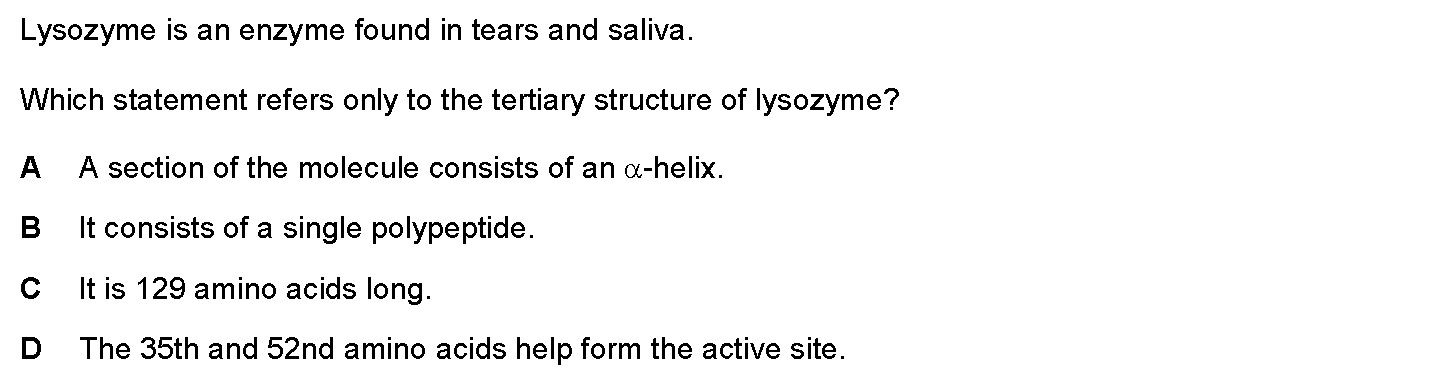 Lysozyme is an enzyme found in tears and saliva.
Which statement refers only to the tertiary structure of lysozyme?
A A section of the molecule consists of an α-helix.
B It consists of a single polypeptide.
C It is 129 amino acids long.
D The 35th and 52nd amino acids help form the active site.